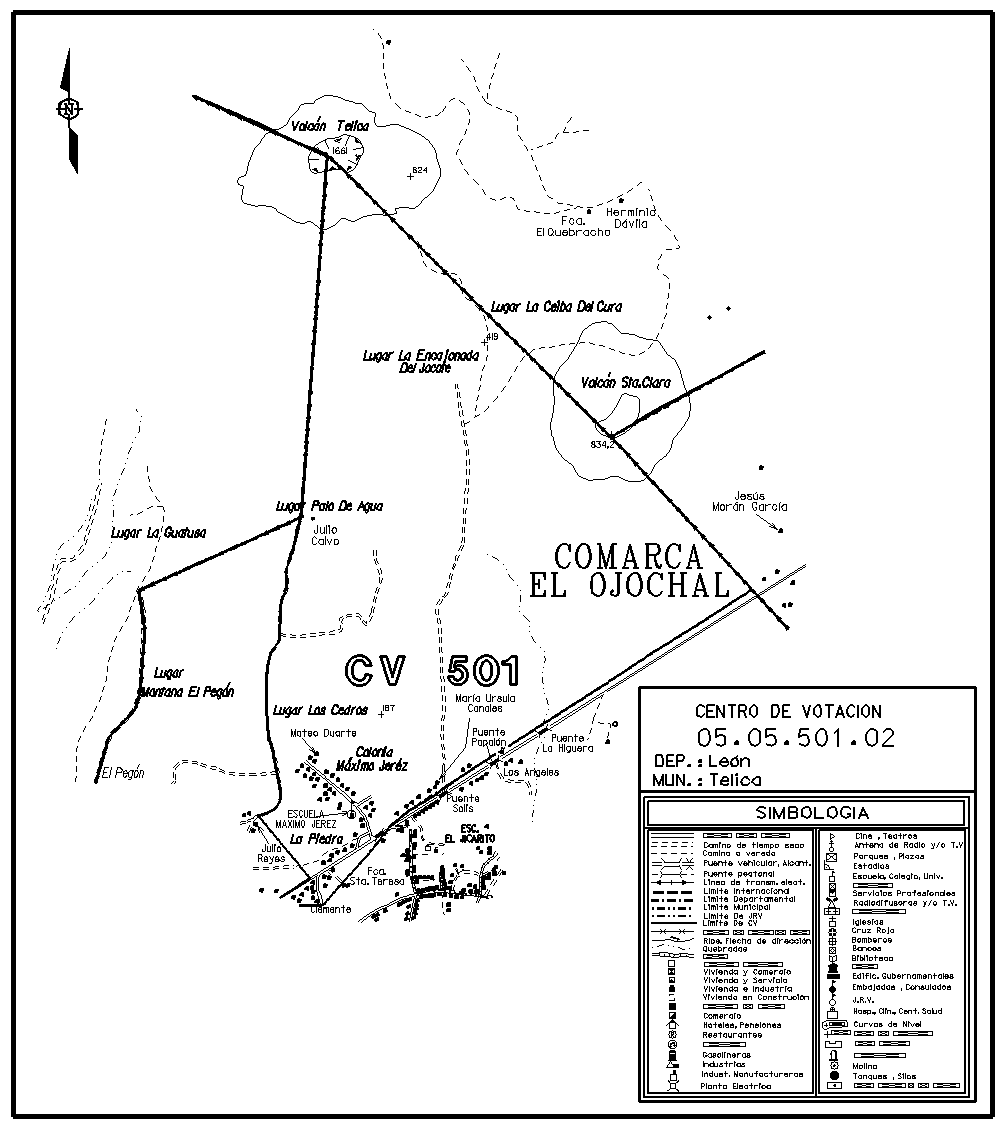 N
Volcán Telica
1661
824
Fca.
El Quebracho
Herminio
Dávila
Lugar La Ceiba Del Cura
419
Lugar La Encajonada
Del Jocote
Volcán Sta.Clara
834.2
Jesús
Morán García
Lugar Palo De Agua
Julio
Calvo
Lugar La Guatusa
COMARCA
EL OJOCHAL
CV 501
Lugar
Montana El Pegón
El Pegón
Lugar Los Cedros
187
María Ursula
Canales
Mateo Duarte
Colonia
Máximo Jeréz
Puente
Papalón
Puente
La Higuera
Los Angeles
Puente
Solís
ESCUELA
MAXIMO JEREZ
La Piedra
Julio
Reyes
ESC.
EL JICARITO
Fca.
Sta. Teresa
Clemente
CENTRO DE VOTACION
05.05.501.02
DEP.: León
MUN.: Telica
SIMBOLOGIA
Camino de tiempo seco
Camino o vereda
Puente vehicular, Alcant.
Puente peatonal
Línea de transm. elect.
Límite Internacional
Límite Departamental
Límite Municipal
Límite De JRV
Límite De CV
Ríos, Flecha de dirección
Quebradas
Vivienda y Comercio
Vivienda y Servicio
Vivienda e Industria
Vivienda en Construcion
Comercio
Hoteles, Pensiones
Restaurantes
Gasolineras
Industrias
Indust. Manufactureras
Planta Electrica
Cine , Teatros
Antena de Radio y/o T.V
Parques , Plazas
Estadios
Escuela, Colegio, Univ.
Servicios Profesionales
Radiodifusoras y/o T.V.
Iglesias
Cruz Roja
Bomberos
Bancos
Biblioteca
Edific. Gubernamentales
Embajadas , Consulados
J.R.V.
Hosp., Clin., Cent. Salud
Curvas de Nivel
Molino
Tanques , Silos